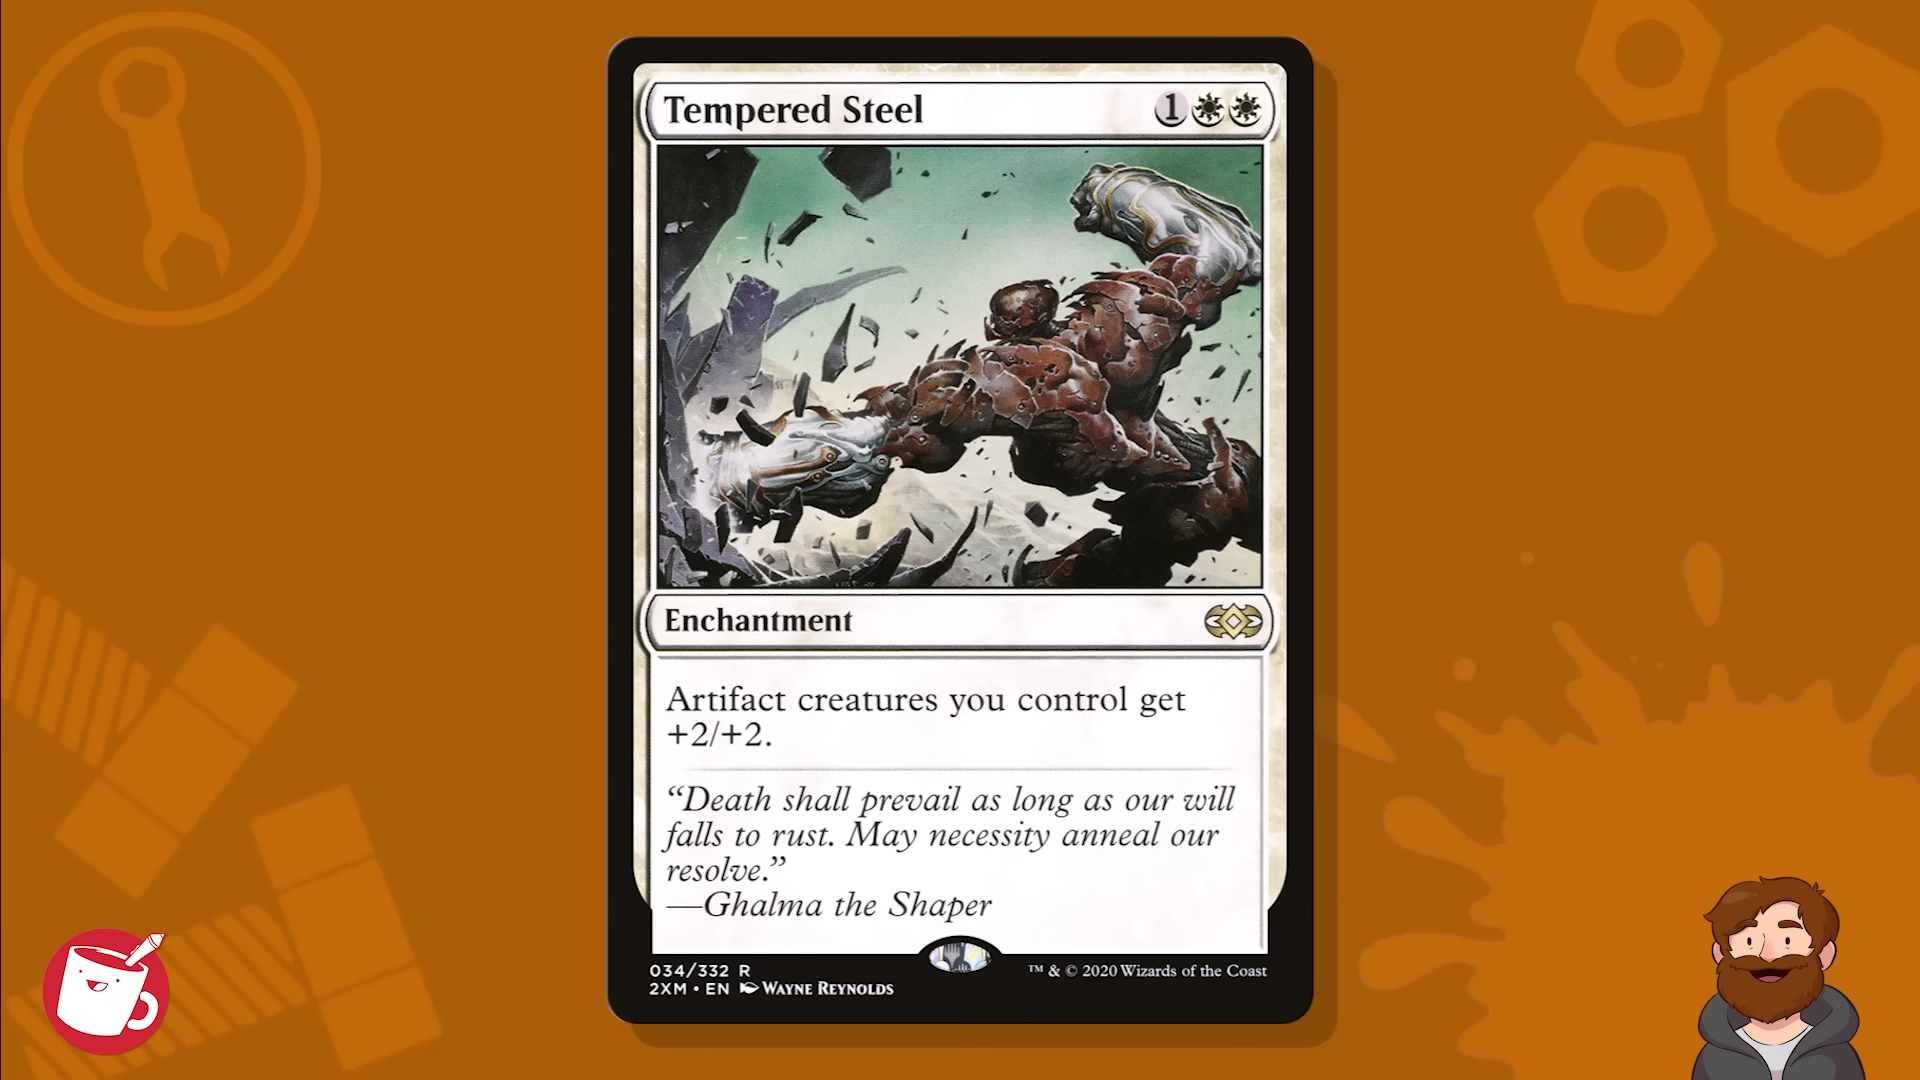 Tempered Steel 1
Enchantment
Artifact creatures you control get
+2/+2.
“Death shall prevail as long as our will
falls to rust. May necessity anneal our
resolve.”
—Ghalma the Shaper
034/332 R
2XM • EN Wayne Reynolds
™ & © 2020 Wizards of the Coast